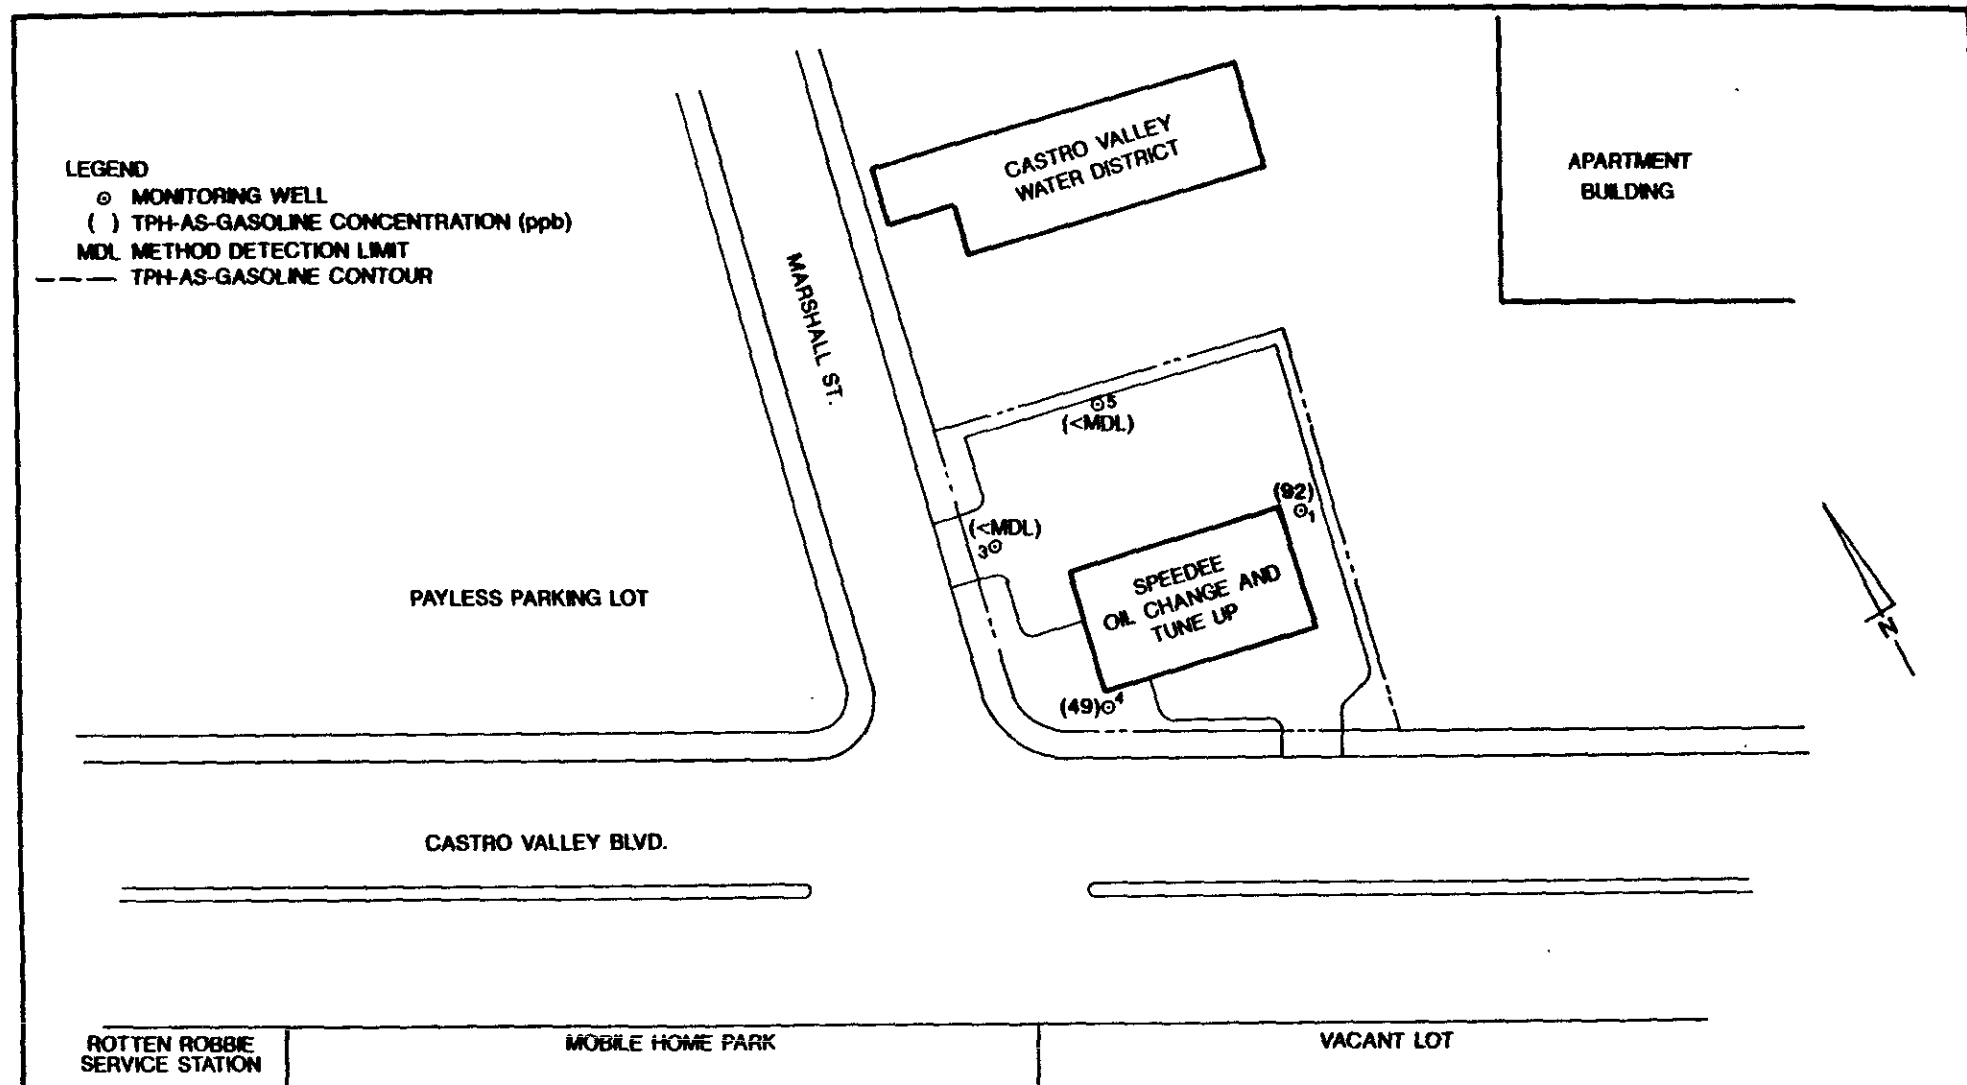 CASTRO VALLEY
WATER DISTRICT
APARTMENT
BUILDING
LEGEND
⊙ MONITORING WELL
( ) TPH-AS-GASOLINE CONCENTRATION (ppb)
MDL METHOD DETECTION LIMIT
TPH-AS-GASOLINE CONTOUR
MARSHALL ST.
5
(<MDL)
(92)
1
(<MDL)
3
SPEEDEE
OIL CHANGE AND
TUNE UP
PAYLESS PARKING LOT
N
(49) 4
CASTRO VALLEY BLVD.
ROTTEN ROBBIE
SERVICE STATION
MOBILE HOME PARK
VACANT LOT